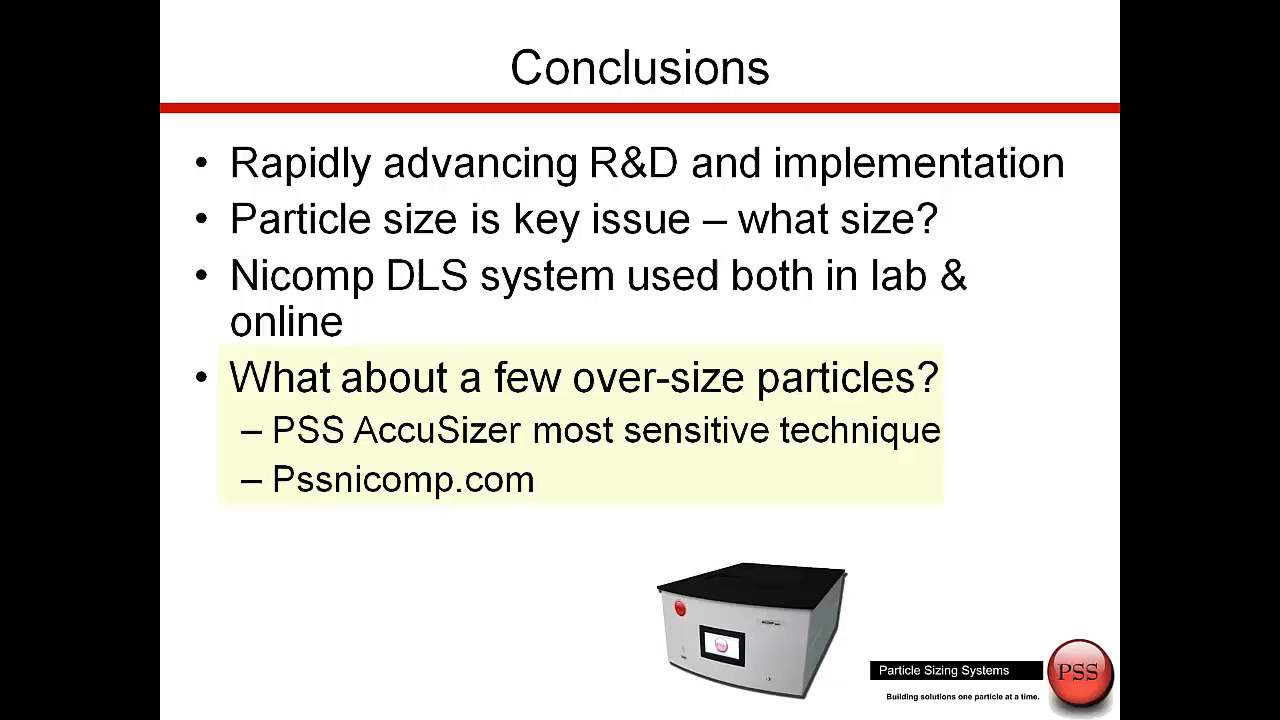 Conclusions
• Rapidly advancing R&D and implementation
• Particle size is key issue – what size?
• Nicomp DLS system used both in lab &
online
• What about a few over-size particles?
– PSS AccuSizer most sensitive technique
– Pssnicomp.com
PSS
Particle Sizing Systems
PSS
Building solutions one particle at a time.